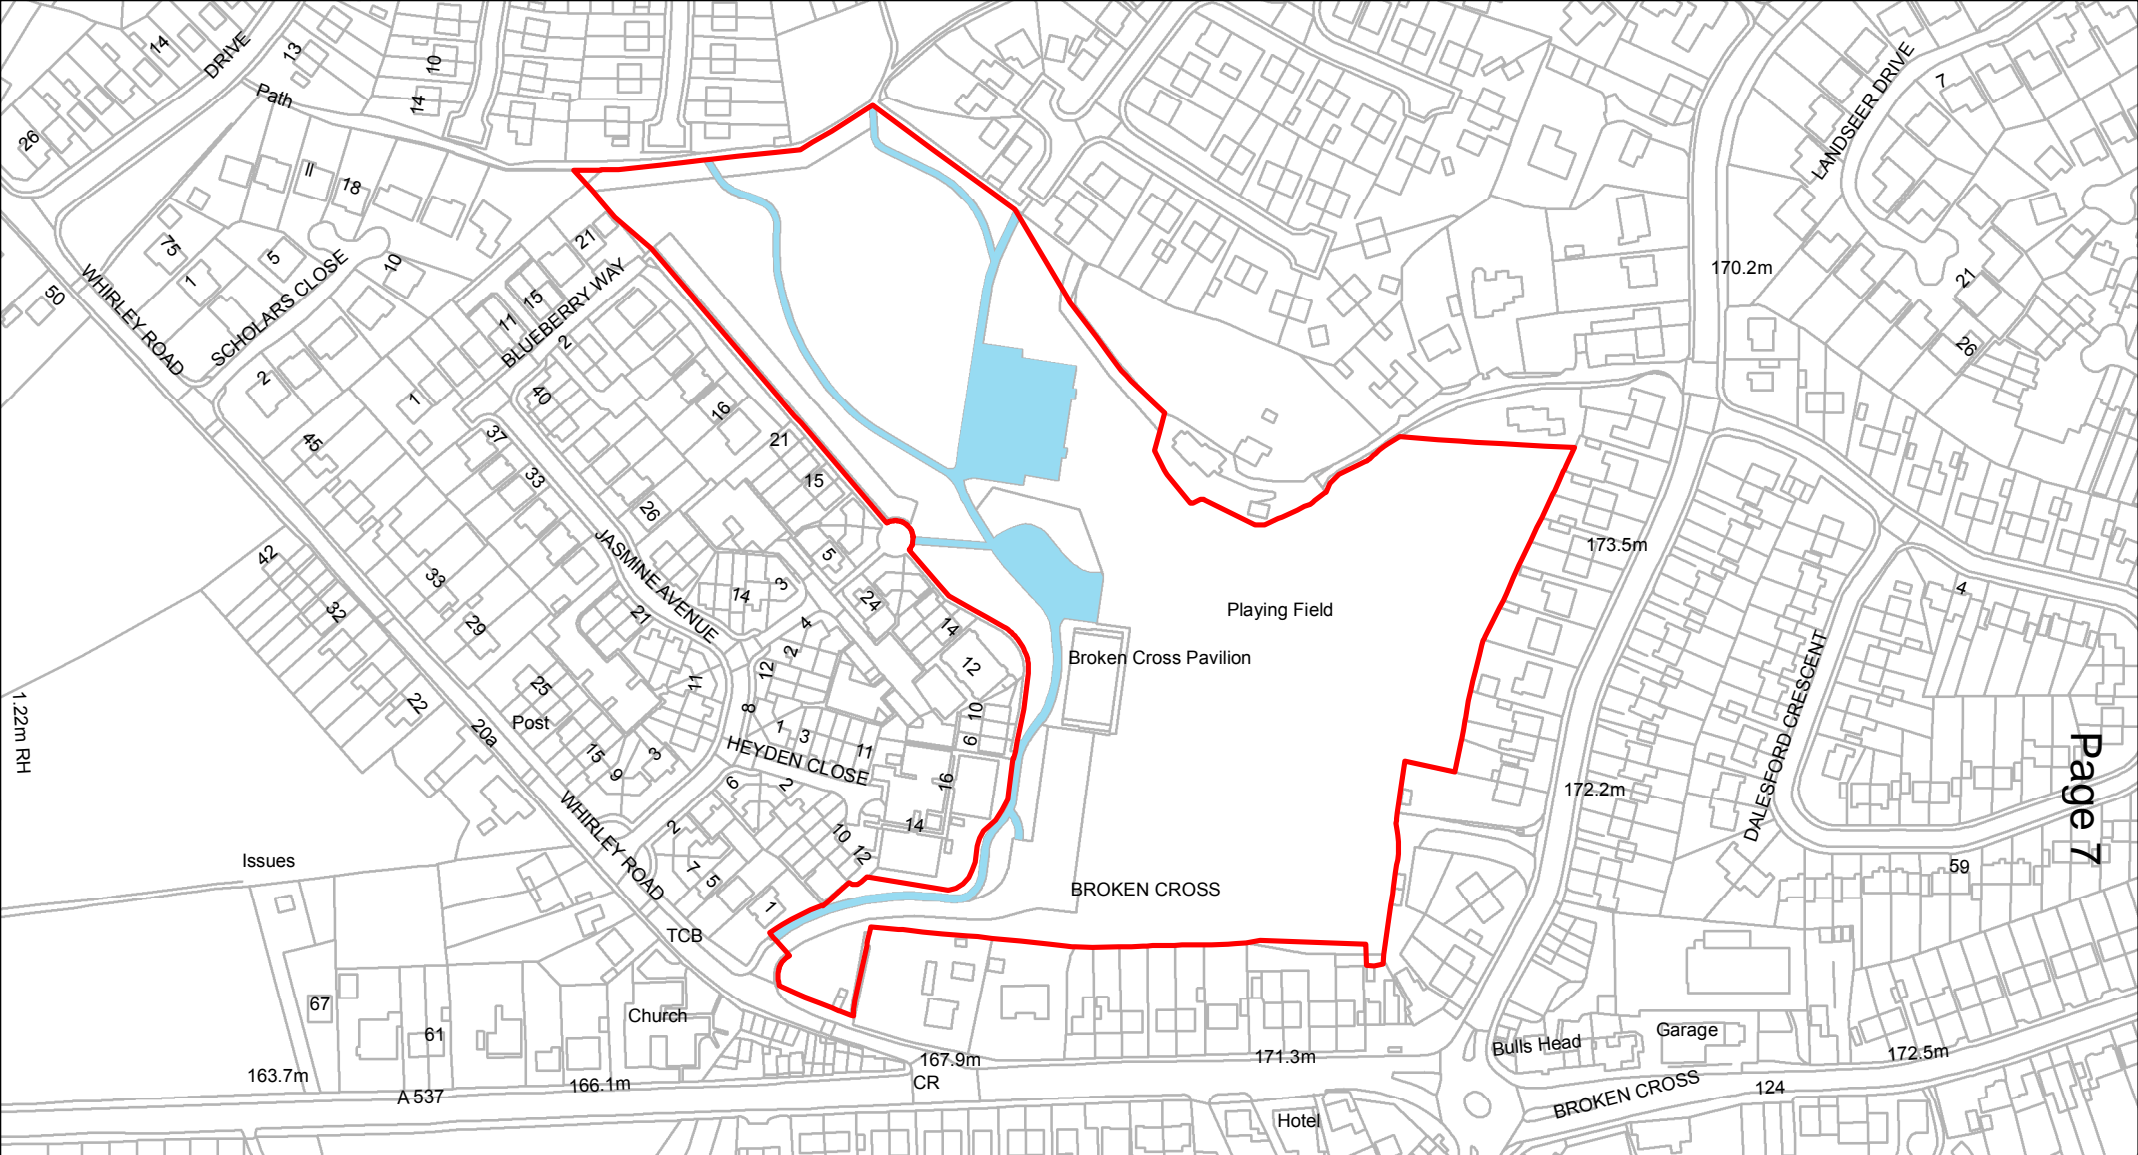 14
DRIVE
13
10
14
Path
26
II
18
75
1
5
10
SCHOLARS CLOSE
50
WHIRLEY ROAD
2
21
15
11
BLUEBERRY WAY
2
1
40
45
37
33
16
21
15
26
JASMINE AVENUE
5
3
14
24
42
32
33
29
21
4
2
12
14
12
11
8
1
3
11
10
6
HEYDEN CLOSE
22
20a
25
Post
15
9
3
6
2
16
14
10
12
2
7
5
1
WHIRLEY ROAD
TCB
1.22m RH
Issues
67
61
Church
163.7m
A 537
166.1m
167.9m
CR
171.3m
Hotel
BROKEN CROSS
Playing Field
Broken Cross Pavilion
LANDSEER DRIVE
7
170.2m
21
26
173.5m
4
DALESFORD CRESCENT
172.2m
59
Bulls Head
Garage
172.5m
BROKEN CROSS
124
Page 7